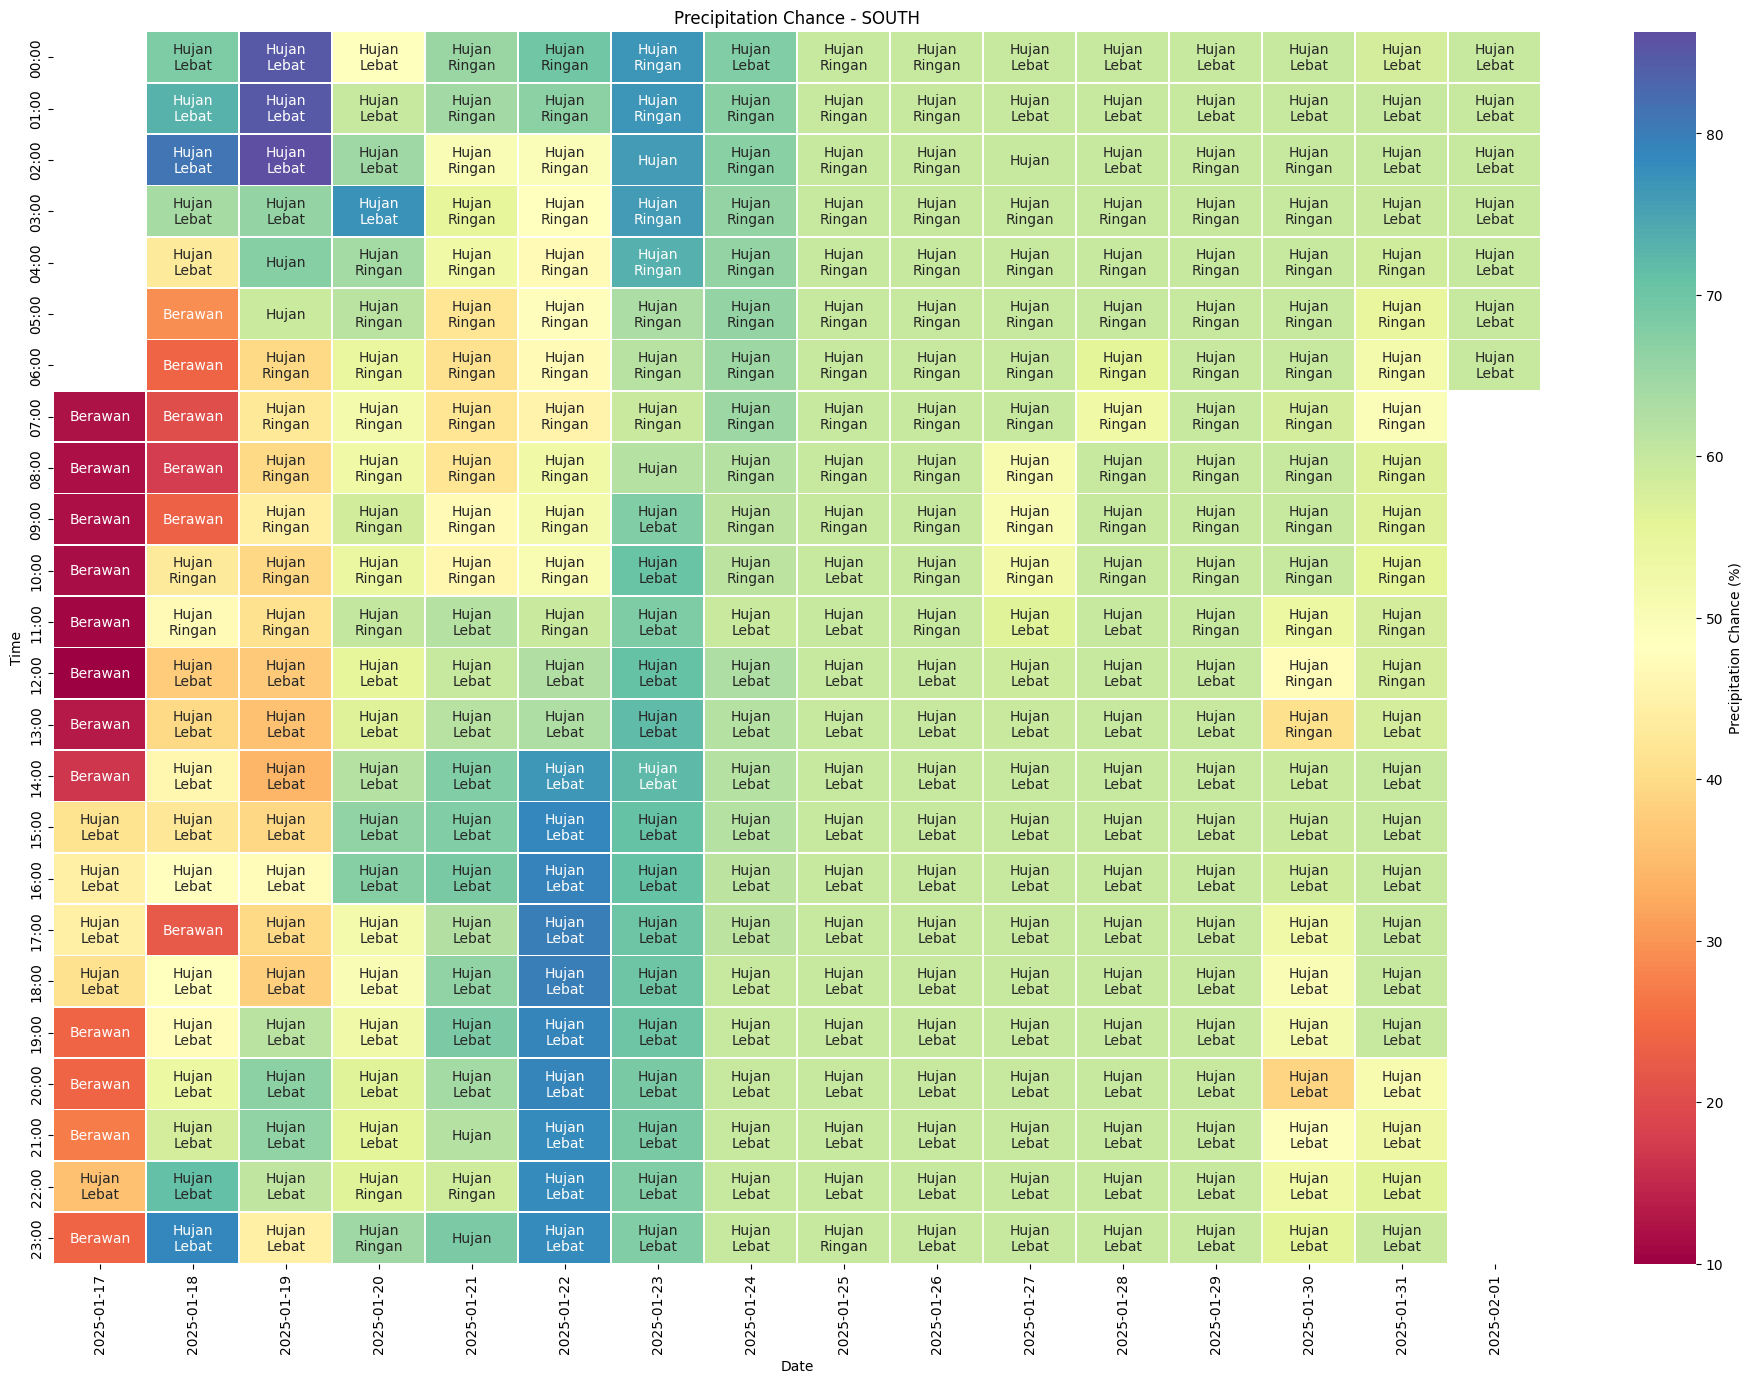 Precipitation Chance - SOUTH
00:00 Hujan Lebat Hujan Lebat Hujan Lebat Hujan Ringan Hujan Ringan Hujan Ringan Hujan Lebat Hujan Ringan Hujan Ringan Hujan Lebat Hujan Lebat Hujan Lebat Hujan Lebat Hujan Lebat Hujan Lebat
01:00 Hujan Lebat Hujan Lebat Hujan Lebat Hujan Ringan Hujan Ringan Hujan Ringan Hujan Ringan Hujan Ringan Hujan Ringan Hujan Lebat Hujan Lebat Hujan Lebat Hujan Lebat Hujan Lebat Hujan Lebat
02:00 Hujan Lebat Hujan Lebat Hujan Lebat Hujan Ringan Hujan Ringan Hujan Hujan Ringan Hujan Ringan Hujan Ringan Hujan Hujan Lebat Hujan Ringan Hujan Ringan Hujan Lebat Hujan Lebat
03:00 Hujan Lebat Hujan Lebat Hujan Lebat Hujan Ringan Hujan Ringan Hujan Ringan Hujan Ringan Hujan Ringan Hujan Ringan Hujan Ringan Hujan Ringan Hujan Ringan Hujan Ringan Hujan Lebat Hujan Lebat
04:00 Hujan Lebat Hujan Hujan Ringan Hujan Ringan Hujan Ringan Hujan Ringan Hujan Ringan Hujan Ringan Hujan Ringan Hujan Ringan Hujan Ringan Hujan Ringan Hujan Ringan Hujan Ringan Hujan Lebat
05:00 Berawan Hujan Hujan Ringan Hujan Ringan Hujan Ringan Hujan Ringan Hujan Ringan Hujan Ringan Hujan Ringan Hujan Ringan Hujan Ringan Hujan Ringan Hujan Ringan Hujan Ringan Hujan Lebat
06:00 Berawan Hujan Ringan Hujan Ringan Hujan Ringan Hujan Ringan Hujan Ringan Hujan Ringan Hujan Ringan Hujan Ringan Hujan Ringan Hujan Ringan Hujan Ringan Hujan Ringan Hujan Ringan Hujan Lebat
07:00 Berawan Berawan Hujan Ringan Hujan Ringan Hujan Ringan Hujan Ringan Hujan Ringan Hujan Ringan Hujan Ringan Hujan Ringan Hujan Ringan Hujan Ringan Hujan Ringan Hujan Ringan Hujan Ringan
08:00 Berawan Berawan Hujan Ringan Hujan Ringan Hujan Ringan Hujan Ringan Hujan Hujan Ringan Hujan Ringan Hujan Ringan Hujan Ringan Hujan Ringan Hujan Ringan Hujan Ringan Hujan Ringan
09:00 Berawan Berawan Hujan Ringan Hujan Ringan Hujan Ringan Hujan Ringan Hujan Lebat Hujan Ringan Hujan Ringan Hujan Ringan Hujan Ringan Hujan Ringan Hujan Ringan Hujan Ringan Hujan Ringan
10:00 Berawan Hujan Ringan Hujan Ringan Hujan Ringan Hujan Ringan Hujan Ringan Hujan Lebat Hujan Ringan Hujan Lebat Hujan Ringan Hujan Ringan Hujan Ringan Hujan Ringan Hujan Ringan Hujan Ringan
11:00 Berawan Hujan Ringan Hujan Ringan Hujan Ringan Hujan Lebat Hujan Ringan Hujan Lebat Hujan Lebat Hujan Lebat Hujan Ringan Hujan Lebat Hujan Lebat Hujan Ringan Hujan Ringan Hujan Ringan
12:00 Berawan Hujan Lebat Hujan Lebat Hujan Lebat Hujan Lebat Hujan Lebat Hujan Lebat Hujan Lebat Hujan Lebat Hujan Lebat Hujan Lebat Hujan Lebat Hujan Lebat Hujan Ringan Hujan Ringan
13:00 Berawan Hujan Lebat Hujan Lebat Hujan Lebat Hujan Lebat Hujan Lebat Hujan Lebat Hujan Lebat Hujan Lebat Hujan Lebat Hujan Lebat Hujan Lebat Hujan Lebat Hujan Ringan Hujan Lebat
14:00 Berawan Hujan Lebat Hujan Lebat Hujan Lebat Hujan Lebat Hujan Lebat Hujan Lebat Hujan Lebat Hujan Lebat Hujan Lebat Hujan Lebat Hujan Lebat Hujan Lebat Hujan Lebat Hujan Lebat
15:00 Hujan Lebat Hujan Lebat Hujan Lebat Hujan Lebat Hujan Lebat Hujan Lebat Hujan Lebat Hujan Lebat Hujan Lebat Hujan Lebat Hujan Lebat Hujan Lebat Hujan Lebat Hujan Lebat Hujan Lebat
16:00 Hujan Lebat Hujan Lebat Hujan Lebat Hujan Lebat Hujan Lebat Hujan Lebat Hujan Lebat Hujan Lebat Hujan Lebat Hujan Lebat Hujan Lebat Hujan Lebat Hujan Lebat Hujan Lebat Hujan Lebat
17:00 Hujan Lebat Berawan Hujan Lebat Hujan Lebat Hujan Lebat Hujan Lebat Hujan Lebat Hujan Lebat Hujan Lebat Hujan Lebat Hujan Lebat Hujan Lebat Hujan Lebat Hujan Lebat Hujan Lebat
18:00 Hujan Lebat Hujan Lebat Hujan Lebat Hujan Lebat Hujan Lebat Hujan Lebat Hujan Lebat Hujan Lebat Hujan Lebat Hujan Lebat Hujan Lebat Hujan Lebat Hujan Lebat Hujan Lebat Hujan Lebat
19:00 Berawan Hujan Lebat Hujan Lebat Hujan Lebat Hujan Lebat Hujan Lebat Hujan Lebat Hujan Lebat Hujan Lebat Hujan Lebat Hujan Lebat Hujan Lebat Hujan Lebat Hujan Lebat Hujan Lebat
20:00 Berawan Hujan Lebat Hujan Lebat Hujan Lebat Hujan Lebat Hujan Lebat Hujan Lebat Hujan Lebat Hujan Lebat Hujan Lebat Hujan Lebat Hujan Lebat Hujan Lebat Hujan Lebat Hujan Lebat
21:00 Berawan Hujan Lebat Hujan Lebat Hujan Lebat Hujan Hujan Lebat Hujan Lebat Hujan Lebat Hujan Lebat Hujan Lebat Hujan Lebat Hujan Lebat Hujan Lebat Hujan Lebat Hujan Lebat
22:00 Hujan Lebat Hujan Lebat Hujan Lebat Hujan Ringan Hujan Ringan Hujan Lebat Hujan Lebat Hujan Lebat Hujan Lebat Hujan Lebat Hujan Lebat Hujan Lebat Hujan Lebat Hujan Lebat Hujan Lebat
23:00 Berawan Hujan Lebat Hujan Lebat Hujan Ringan Hujan Hujan Lebat Hujan Lebat Hujan Lebat Hujan Ringan Hujan Lebat Hujan Lebat Hujan Lebat Hujan Lebat Hujan Lebat Hujan Lebat
Time
2025-01-17 2025-01-18 2025-01-19 2025-01-20 2025-01-21 2025-01-22 2025-01-23 2025-01-24 2025-01-25 2025-01-26 2025-01-27 2025-01-28 2025-01-29 2025-01-30 2025-01-31 2025-02-01
Date
80
70
60
50
40
30
20
10
Precipitation Chance (%)